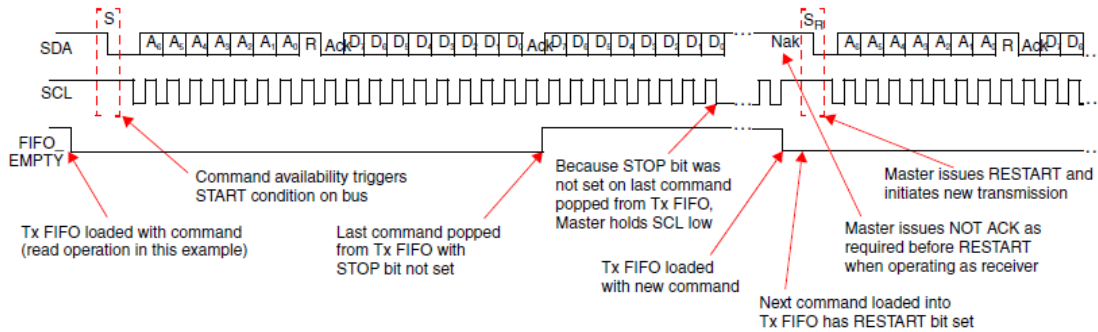 S
S_R
SDA A6 A5 A4 A3 A2 A1 A0 R Ack D7 D6 D5 D4 D3 D2 D1 D0 Ack D7 D6 D5 D4 D3 D2 D1 D0 ... Nak A6 A5 A4 A3 A2 A1 A0 R Ack D7 D6 ..
SCL ... ..
FIFO_
EMPTY ... ..
Command availability triggers
START condition on bus
Tx FIFO loaded with command
(read operation in this example)
Last command popped
from Tx FIFO with
STOP bit not set
Because STOP bit was
not set on last command
popped from Tx FIFO,
Master holds SCL low
Tx FIFO loaded
with new command
Master issues RESTART and
initiates new transmission
Master issues NOT ACK as
required before RESTART
when operating as receiver
Next command loaded into
Tx FIFO has RESTART bit set